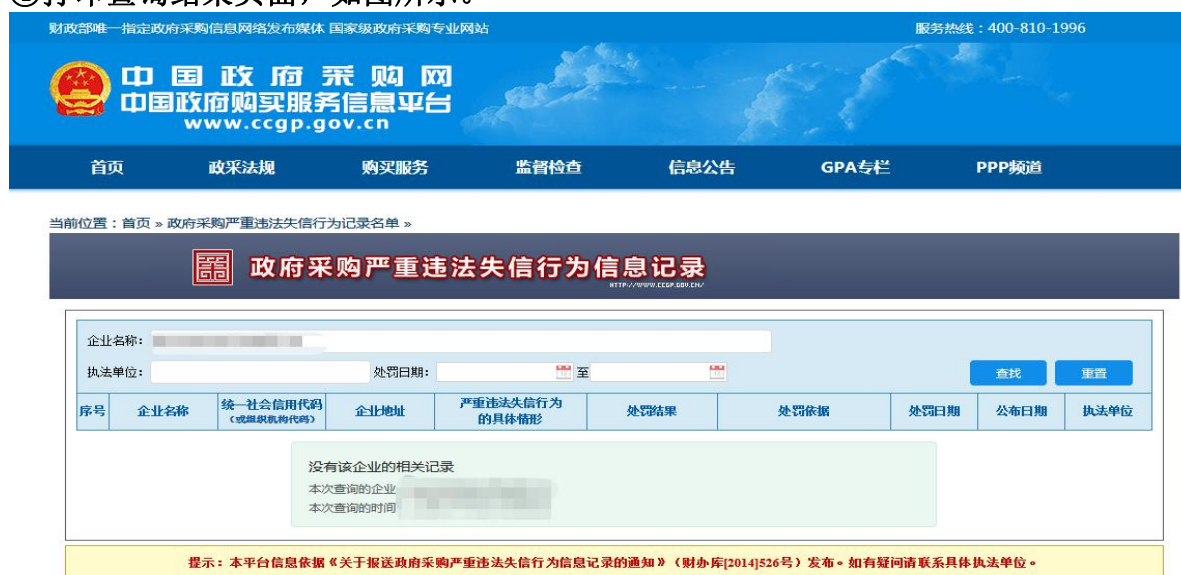 ③打印查询结果页面，如图所示。
财政部唯一指定政府采购信息网络发布媒体 国家级政府采购专业网站 服务热线：400-810-1996
中国政府采购网
中国政府购买服务信息平台
www.ccgp.gov.cn
首页 政采法规 购买服务 监督检查 信息公告 GPA专栏 PPP频道
当前位置：首页 » 政府采购严重违法失信行为记录名单 »
政府采购严重违法失信行为信息记录
HTTP://WWW.CCGP.GOV.CN/
企业名称：
执法单位： 处罚日期： 至 查找 重置
序号 企业名称 统一社会信用代码 企业地址 严重违法失信行为 处罚结果 处罚依据 处罚日期 公布日期 执法单位
（或组织机构代码） 的具体情形
没有该企业的相关记录
本次查询的企业
本次查询的时间
提示：本平台信息依据《关于报送政府采购严重违法失信行为信息记录的通知》（财办库[2014]526号）发布。如有疑问请联系具体执法单位。